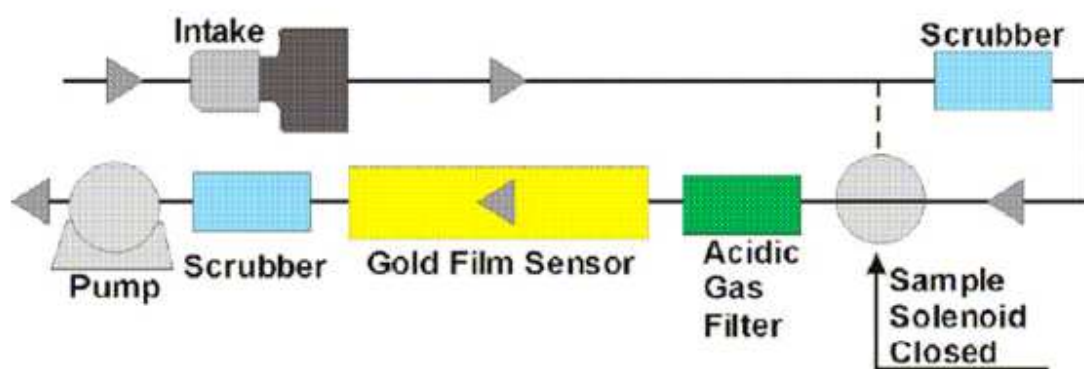 Intake
Scrubber
Pump
Scrubber
Gold Film Sensor
Acidic
Gas
Filter
Sample
Solenoid
Closed